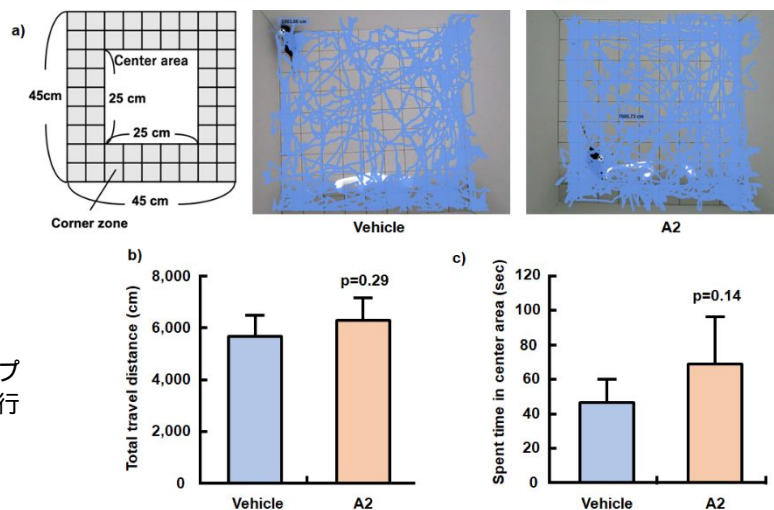 a)
Center area
45cm
25 cm
25 cm
45 cm
Corner zone
Vehicle
A2
プ
行
b)
Total travel distance (cm)
8,000
6,000
4,000
2,000
0
p=0.29
Vehicle
A2
c)
Spent time in center area (sec)
120
100
80
60
40
20
0
p=0.14
Vehicle
A2